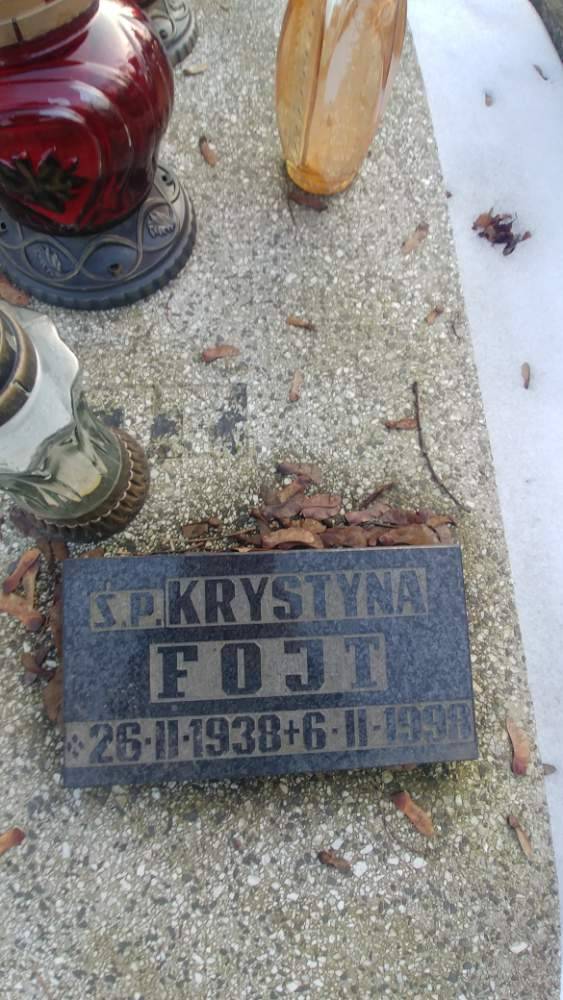 Ś.P. KRYSTYNA
FOJT
* 26·II·1938 + 6·II·1998